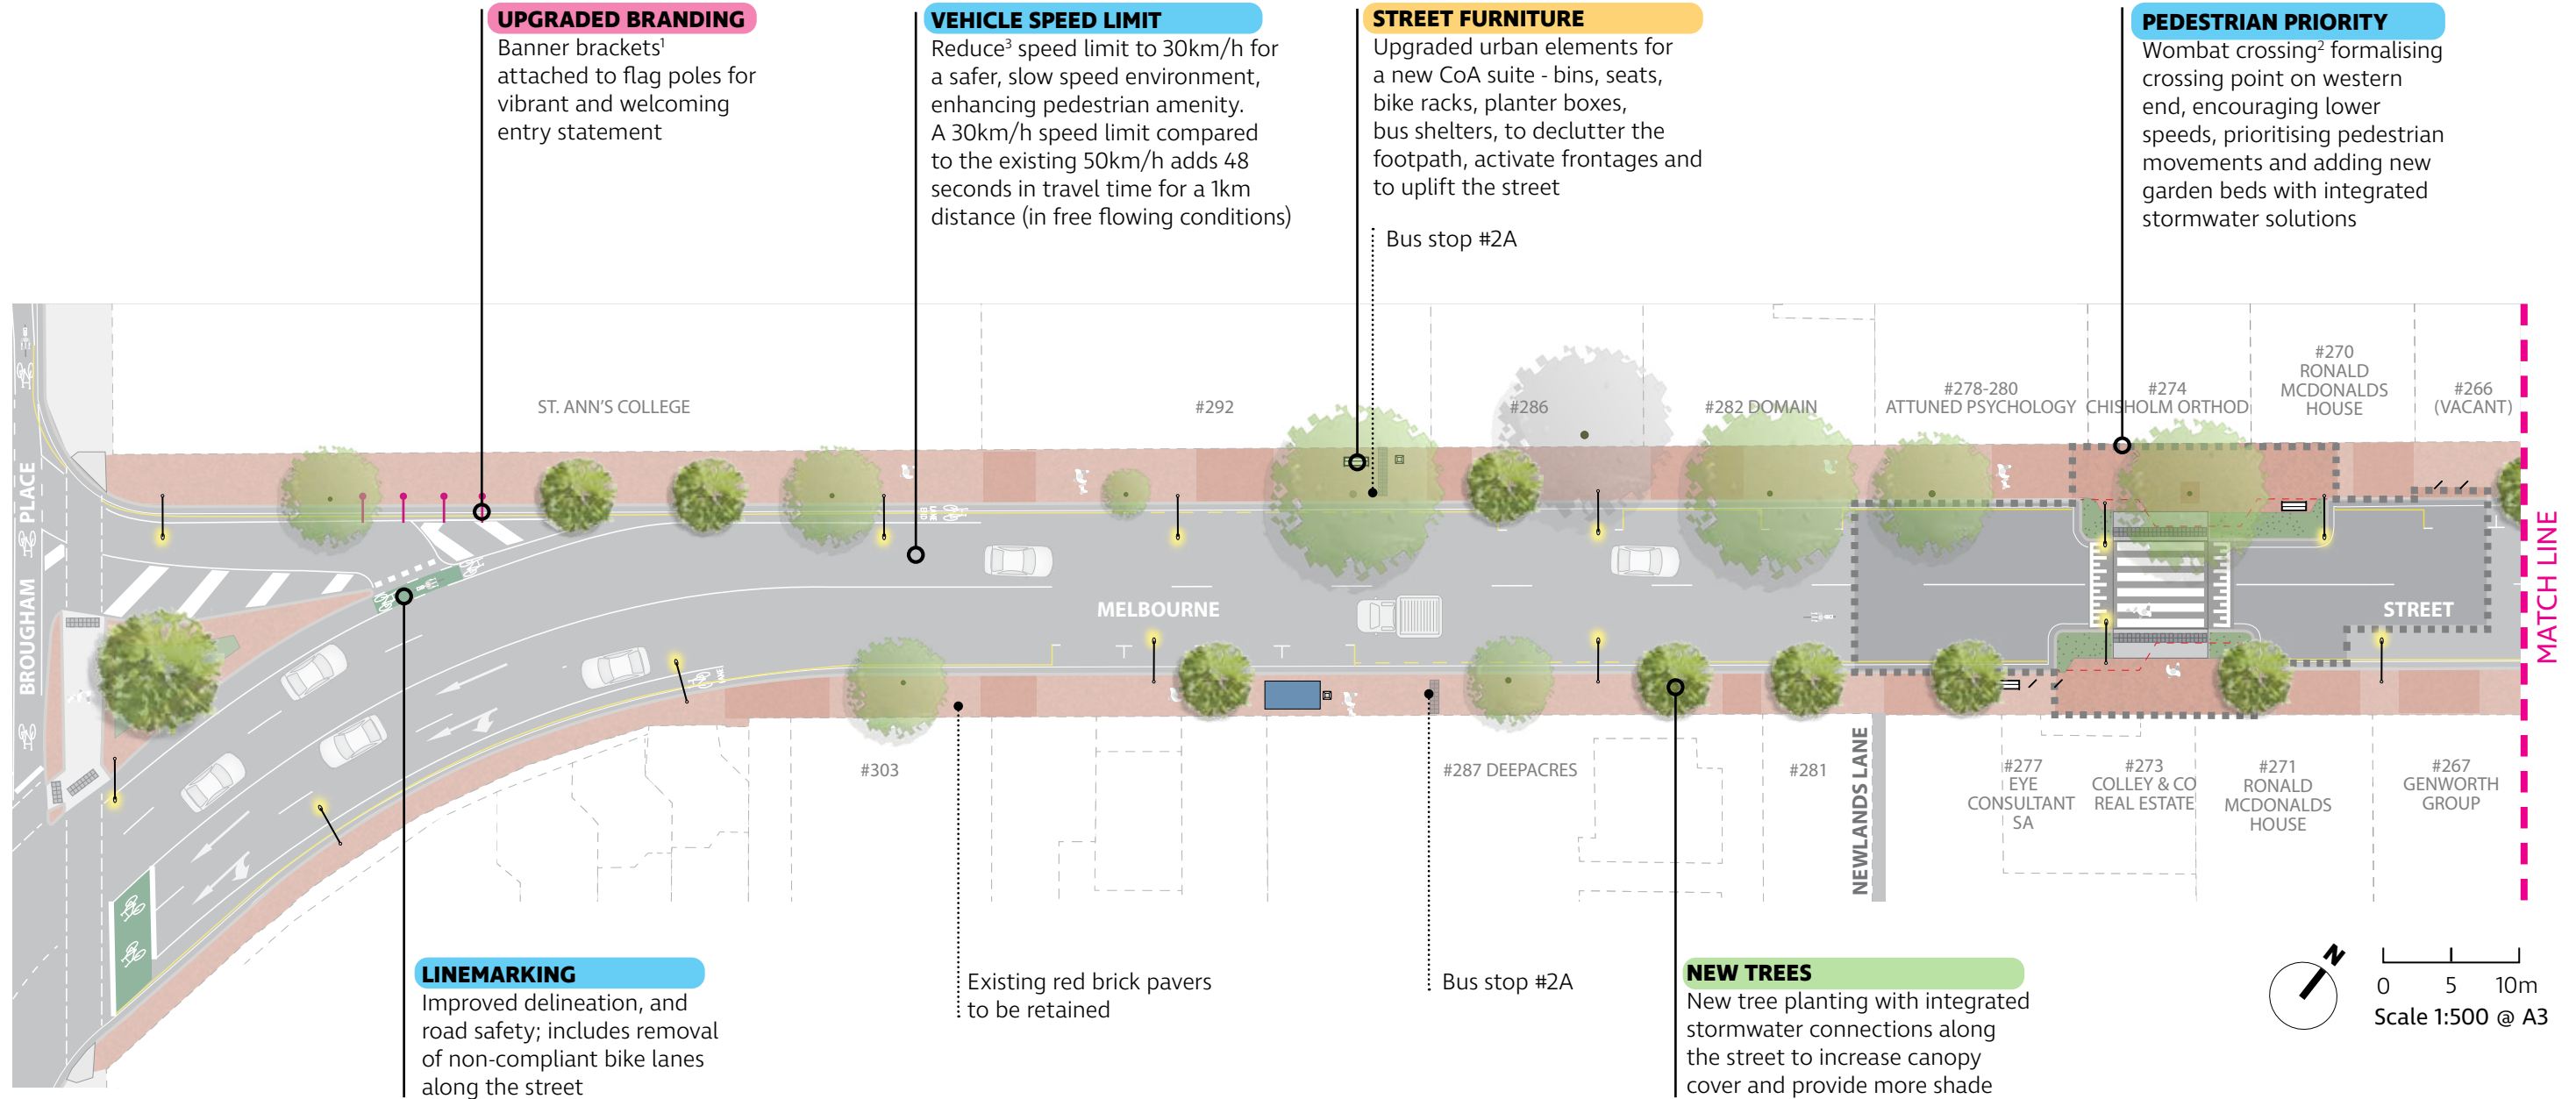 UPGRADED BRANDING
Banner brackets¹
attached to flag poles for
vibrant and welcoming
entry statement
VEHICLE SPEED LIMIT
Reduce³ speed limit to 30km/h for
a safer, slow speed environment,
enhancing pedestrian amenity.
A 30km/h speed limit compared
to the existing 50km/h adds 48
seconds in travel time for a 1km
distance (in free flowing conditions)
STREET FURNITURE
Upgraded urban elements for
a new CoA suite - bins, seats,
bike racks, planter boxes,
bus shelters, to declutter the
footpath, activate frontages and
to uplift the street
Bus stop #2A
PEDESTRIAN PRIORITY
Wombat crossing² formalising
crossing point on western
end, encouraging lower
speeds, prioritising pedestrian
movements and adding new
garden beds with integrated
stormwater solutions
ST. ANN'S COLLEGE
#292
#286
#282 DOMAIN
#278-280
ATTUNED PSYCHOLOGY
#274
CHISHOLM ORTHOD
#270
RONALD
MCDONALDS
HOUSE
#266
(VACANT)
BROUGHAM PLACE
LANE
END
MELBOURNE
STREET
MATCH LINE
LANE
#303
#287 DEEPACRES
#281
NEWLANDS LANE
#277
EYE
CONSULTANT
SA
#273
COLLEY & CO
REAL ESTATE
#271
RONALD
MCDONALDS
HOUSE
#267
GENWORTH
GROUP
LINEMARKING
Improved delineation, and
road safety; includes removal
of non-compliant bike lanes
along the street
Existing red brick pavers
to be retained
Bus stop #2A
NEW TREES
New tree planting with integrated
stormwater connections along
the street to increase canopy
cover and provide more shade
N
0 5 10m
Scale 1:500 @ A3